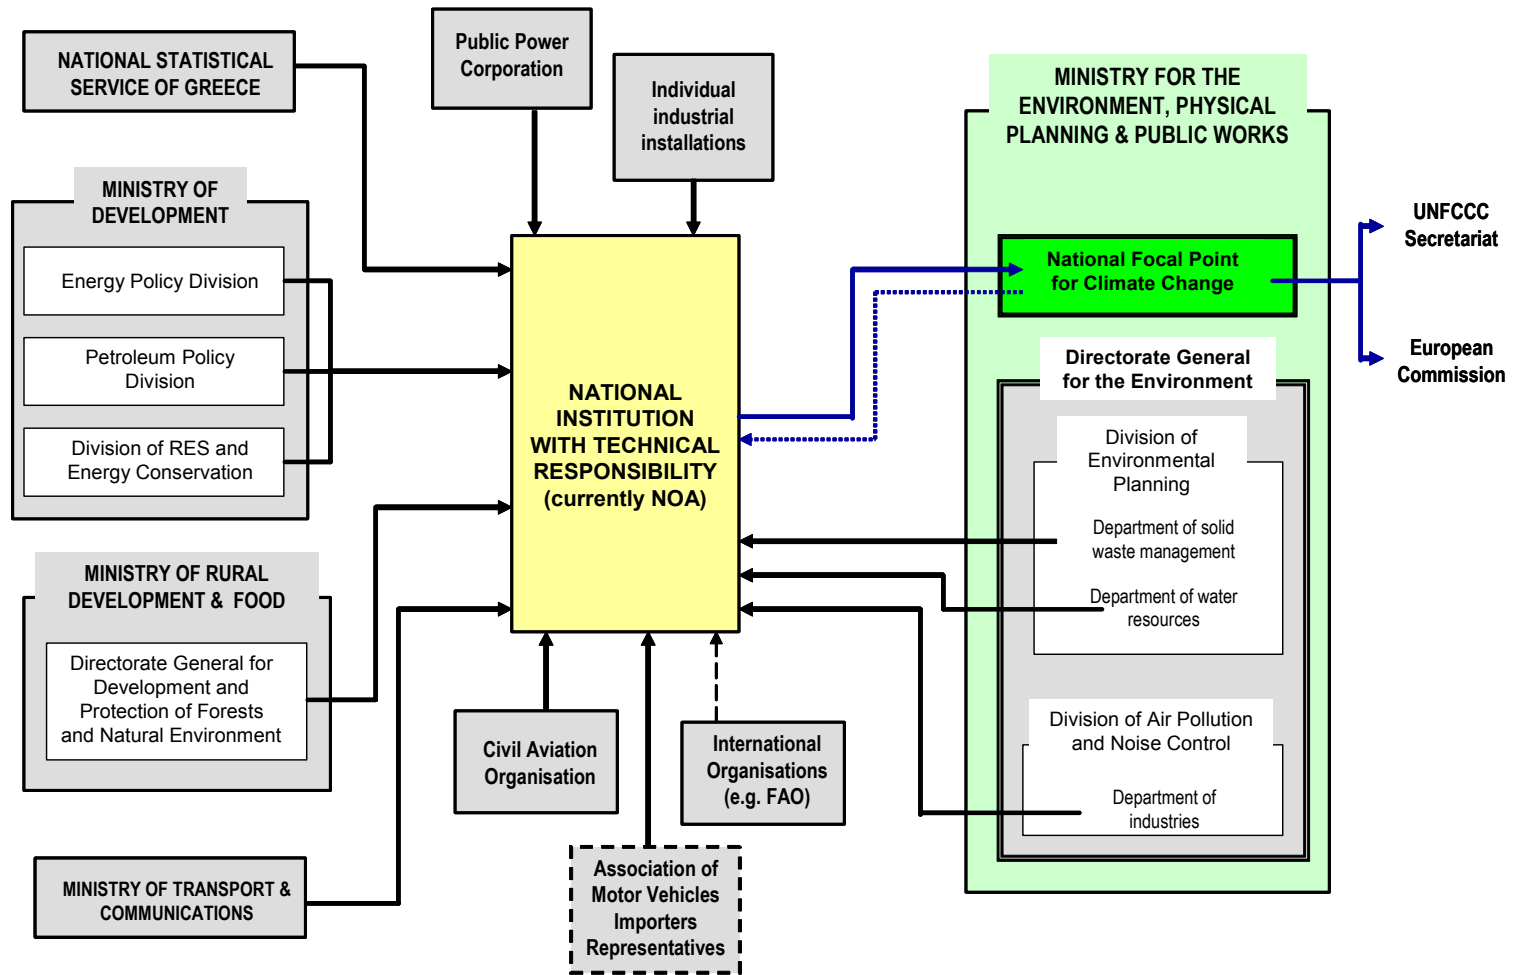 NATIONAL STATISTICAL
SERVICE OF GREECE
Public Power
Corporation
Individual
industrial
installations
MINISTRY FOR THE
ENVIRONMENT, PHYSICAL
PLANNING & PUBLIC WORKS
MINISTRY OF
DEVELOPMENT
Energy Policy Division
Petroleum Policy
Division
Division of RES and
Energy Conservation
NATIONAL
INSTITUTION
WITH TECHNICAL
RESPONSIBILITY
(currently NOA)
National Focal Point
for Climate Change
UNFCCC
Secretariat
European
Commission
Directorate General
for the Environment
Division of
Environmental
Planning
Department of solid
waste management
Department of water
resources
Division of Air Pollution
and Noise Control
Department of
industries
MINISTRY OF RURAL
DEVELOPMENT & FOOD
Directorate General for
Development and
Protection of Forests
and Natural Environment
MINISTRY OF TRANSPORT &
COMMUNICATIONS
Civil Aviation
Organisation
International
Organisations
(e.g. FAO)
Association of
Motor Vehicles
Importers
Representatives